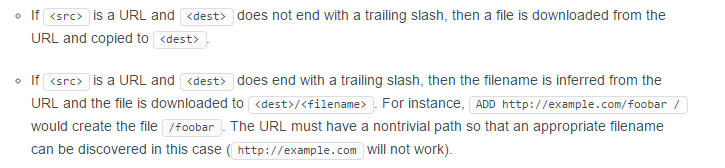 If <src> is a URL and <dest> does not end with a trailing slash, then a file is downloaded from the
URL and copied to <dest>.
If <src> is a URL and <dest> does end with a trailing slash, then the filename is inferred from the
URL and the file is downloaded to <dest>/<filename>. For instance, ADD http://example.com/foobar /
would create the file /foobar. The URL must have a nontrivial path so that an appropriate filename
can be discovered in this case (http://example.com will not work).